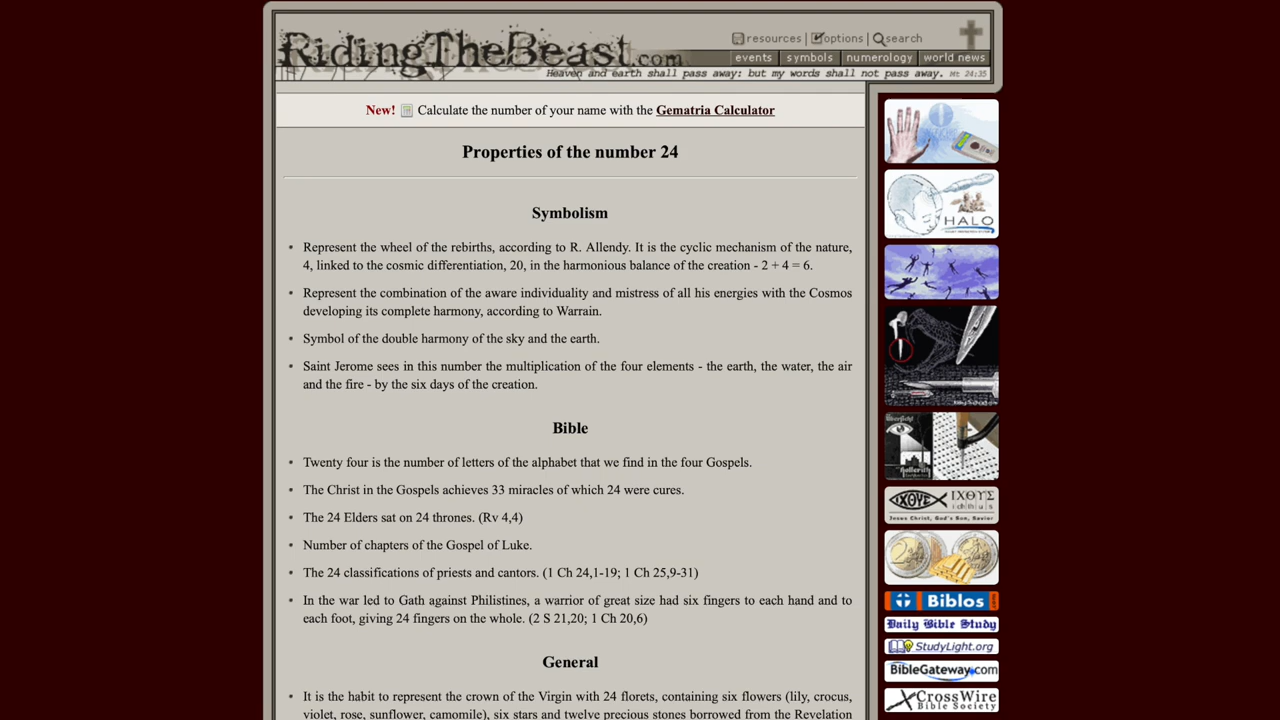 RidingTheBeast.com
resources | options | search
events symbols numerology world news
Heaven and earth shall pass away: but my words shall not pass away. Mt 24:35
New! Calculate the number of your name with the Gematria Calculator
Properties of the number 24
Symbolism
Represent the wheel of the rebirths, according to R. Allendy. It is the cyclic mechanism of the nature,
4, linked to the cosmic differentiation, 20, in the harmonious balance of the creation - 2 + 4 = 6.
Represent the combination of the aware individuality and mistress of all his energies with the Cosmos
developing its complete harmony, according to Warrain.
Symbol of the double harmony of the sky and the earth.
Saint Jerome sees in this number the multiplication of the four elements - the earth, the water, the air
and the fire - by the six days of the creation.
Bible
Twenty four is the number of letters of the alphabet that we find in the four Gospels.
The Christ in the Gospels achieves 33 miracles of which 24 were cures.
The 24 Elders sat on 24 thrones. (Rv 4,4)
Number of chapters of the Gospel of Luke.
The 24 classifications of priests and cantors. (1 Ch 24,1-19; 1 Ch 25,9-31)
In the war led to Gath against Philistines, a warrior of great size had six fingers to each hand and to
each foot, giving 24 fingers on the whole. (2 S 21,20; 1 Ch 20,6)
General
It is the habit to represent the crown of the Virgin with 24 florets, containing six flowers (lily, crocus,
violet, rose, sunflower, camomile), six stars and twelve precious stones borrowed from the Revelation
HALO
ΙΧΘΥΣ
ichthus
Jesus Christ, God's Son, Savior
Biblos
Daily Bible Study
StudyLight.org
BibleGateway.com
CrossWire
Bible Society